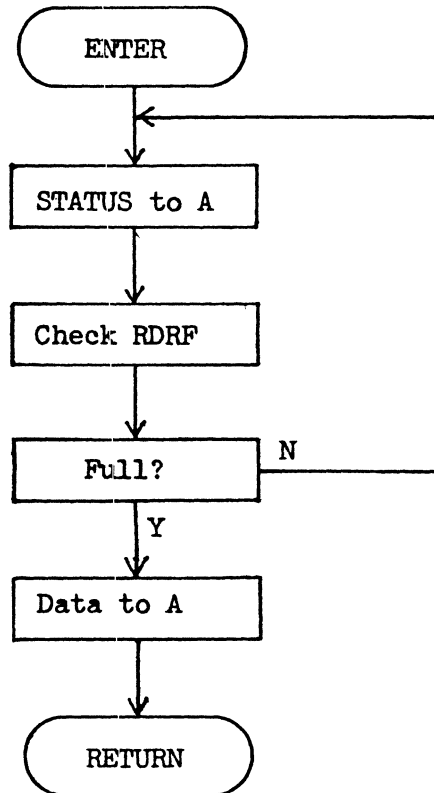 ENTER
STATUS to A
Check RDRF
Full?
N
Y
Data to A
RETURN